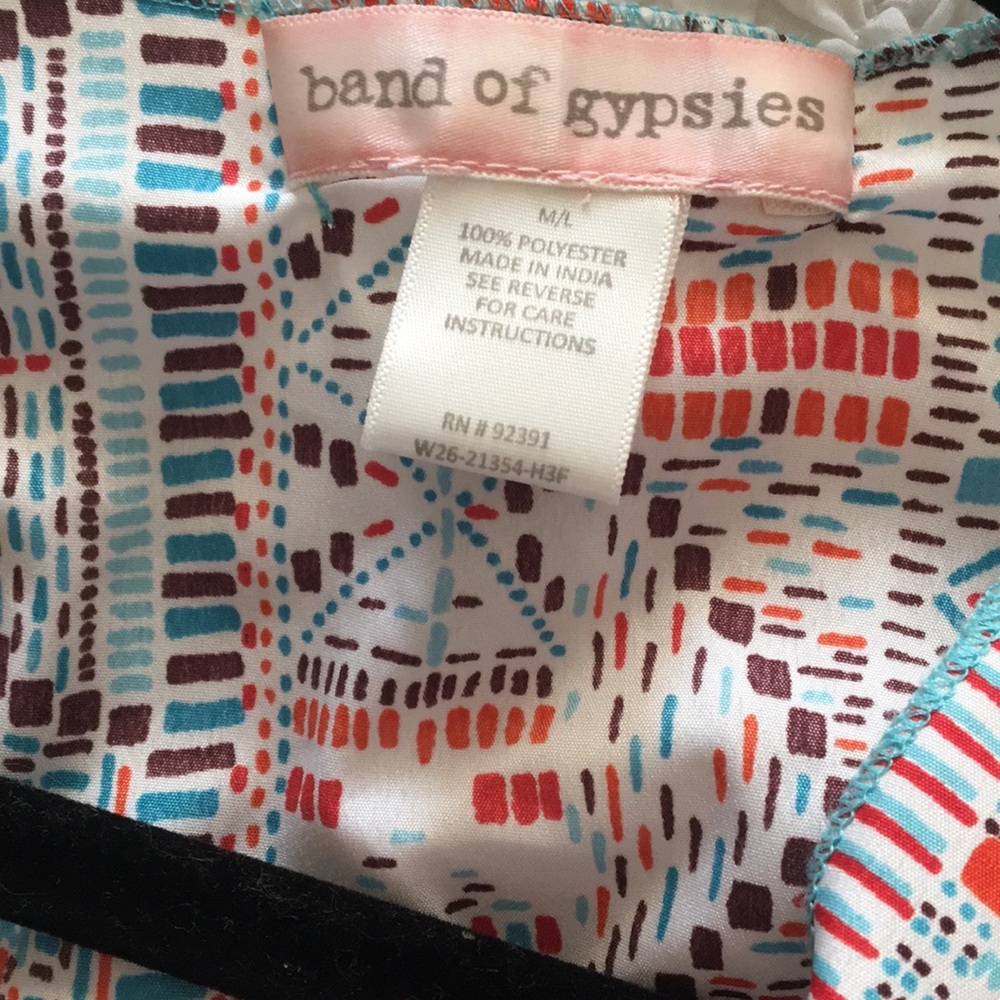 band of gypsies
M/L
100% POLYESTER
MADE IN INDIA
SEE REVERSE
FOR CARE
INSTRUCTIONS
RN # 92391
W26-21354-H3F